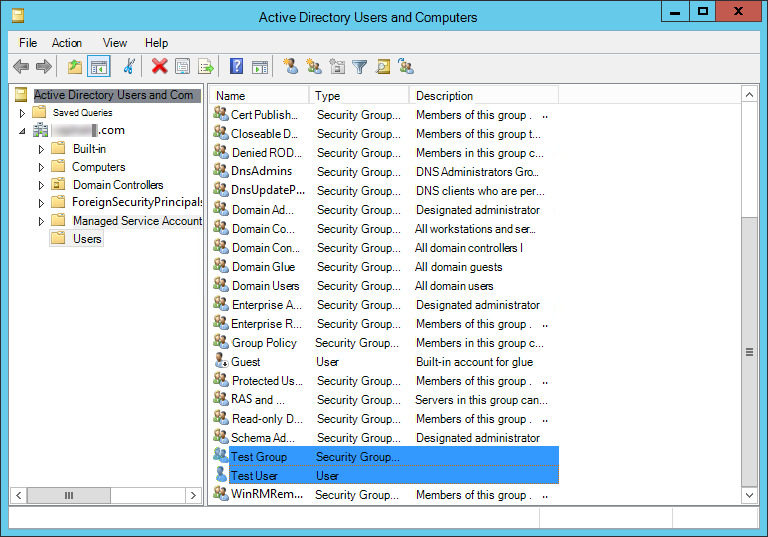 Active Directory Users and Computers
File Action View Help
Active Directory Users and Com
Saved Queries
.com
Built-in
Computers
Domain Controllers
ForeignSecurityPrincipals
Managed Service Account
Users
Name Type Description
Cert Publish... Security Group... Members of this group . ..
Closeable D... Security Group... Members of this group t...
Denied ROD... Security Group... Members in this group c...
DnsAdmins Security Group... DNS Administrators Gro...
DnsUpdateP... Security Group... DNS clients who are per...
Domain Ad... Security Group... Designated administrator
Domain Co... Security Group... All workstations and ser...
Domain Con... Security Group... All domain controllers I
Domain Glue Security Group... All domain guests
Domain Users Security Group... All domain users
Enterprise A... Security Group... Designated administrator
Enterprise R... Security Group... Members of this group . ..
Group Policy Security Group... Members in this group c...
Guest User Built-in account for glue
Protected Us... Security Group... Members of this group . ..
RAS and ... Security Group... Servers in this group can...
Read-only D... Security Group... Members of this group . ..
Schema Ad... Security Group... Designated administrator
Test Group Security Group...
Test User User
WinRMRem... Security Group... Members of this group . ..